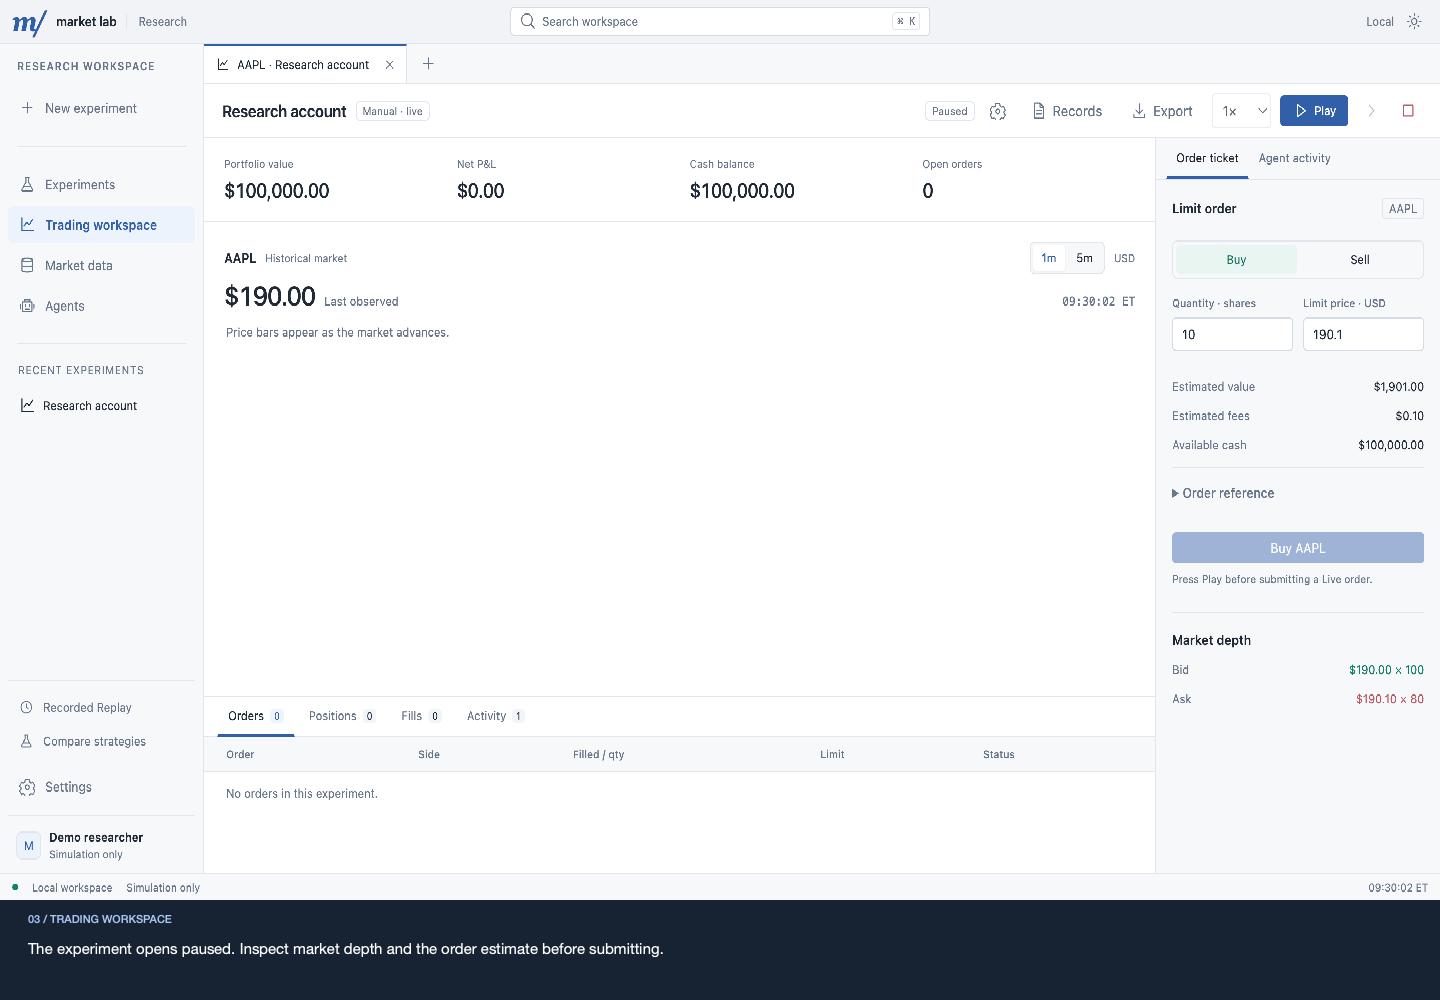 m/ market lab Research
Search workspace
⌘ K
Local
RESEARCH WORKSPACE
New experiment
Experiments
Trading workspace
Market data
Agents
RECENT EXPERIMENTS
Research account
Recorded Replay
Compare strategies
Settings
M
Demo researcher
Simulation only
AAPL · Research account
Research account
Manual · live
Paused
Records
Export
1×
Play
Portfolio value
$100,000.00
Net P&L
$0.00
Cash balance
$100,000.00
Open orders
0
AAPL Historical market
1m 5m USD
$190.00 Last observed
09:30:02 ET
Price bars appear as the market advances.
Orders 0 Positions 0 Fills 0 Activity 1
Order Side Filled / qty Limit Status
No orders in this experiment.
Order ticket Agent activity
Limit order AAPL
Buy Sell
Quantity · shares Limit price · USD
10 190.1
Estimated value $1,901.00
Estimated fees $0.10
Available cash $100,000.00
Order reference
Buy AAPL
Press Play before submitting a Live order.
Market depth
Bid $190.00 × 100
Ask $190.10 × 80
Local workspace Simulation only 09:30:02 ET
03 / TRADING WORKSPACE
The experiment opens paused. Inspect market depth and the order estimate before submitting.